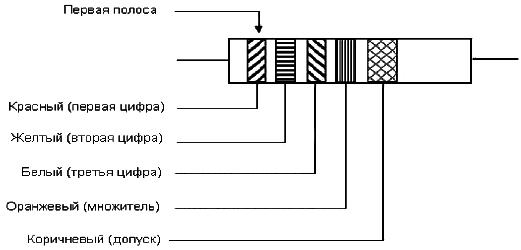 Первая полоса
Красный (первая цифра)
Желтый (вторая цифра)
Белый (третья цифра)
Оранжевый (множитель)
Коричневый (допуск)